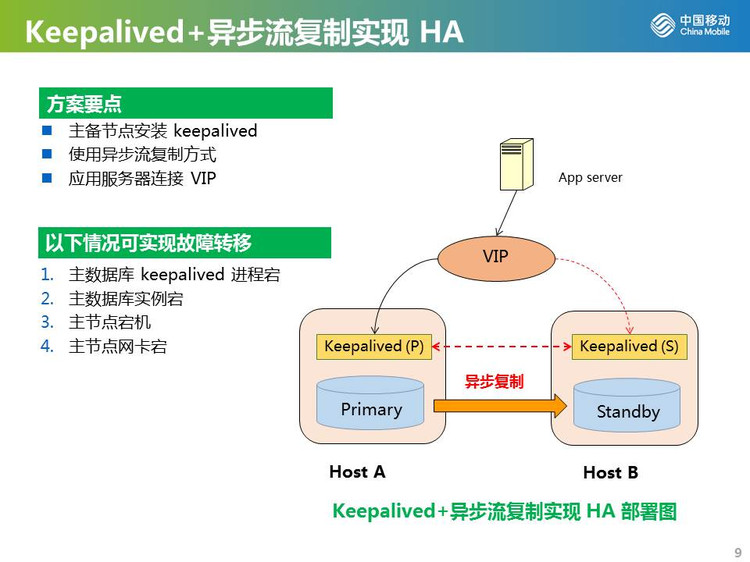 Keepalived+异步流复制实现 HA
中国移动
China Mobile
方案要点
主备节点安装 keepalived
使用异步流复制方式
应用服务器连接 VIP
以下情况可实现故障转移
1. 主数据库 keepalived 进程宕
2. 主数据库实例宕
3. 主节点宕机
4. 主节点网卡宕
App server
VIP
Keepalived (P)
Keepalived (S)
异步复制
Primary
Standby
Host A
Host B
Keepalived+异步流复制实现 HA 部署图
9